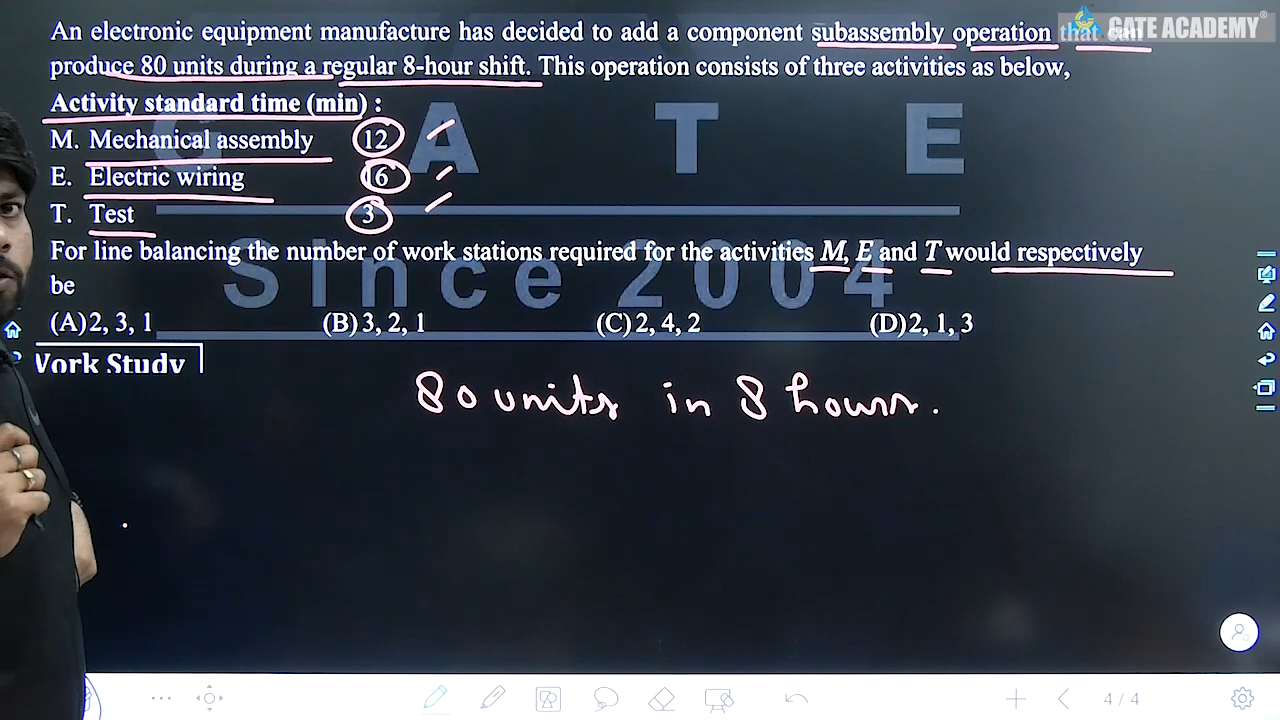 An electronic equipment manufacture has decided to add a component subassembly operation that can
GATE ACADEMY®
produce 80 units during a regular 8-hour shift. This operation consists of three activities as below,
Activity standard time (min) :
M. Mechanical assembly 12
E. Electric wiring 16
T. Test 3
G A T E
For line balancing the number of work stations required for the activities M, E and T would respectively
be
Since 2004
(A) 2, 3, 1 (B) 3, 2, 1 (C) 2, 4, 2 (D) 2, 1, 3
Work Study
80 units in 8 hours.
4 / 4